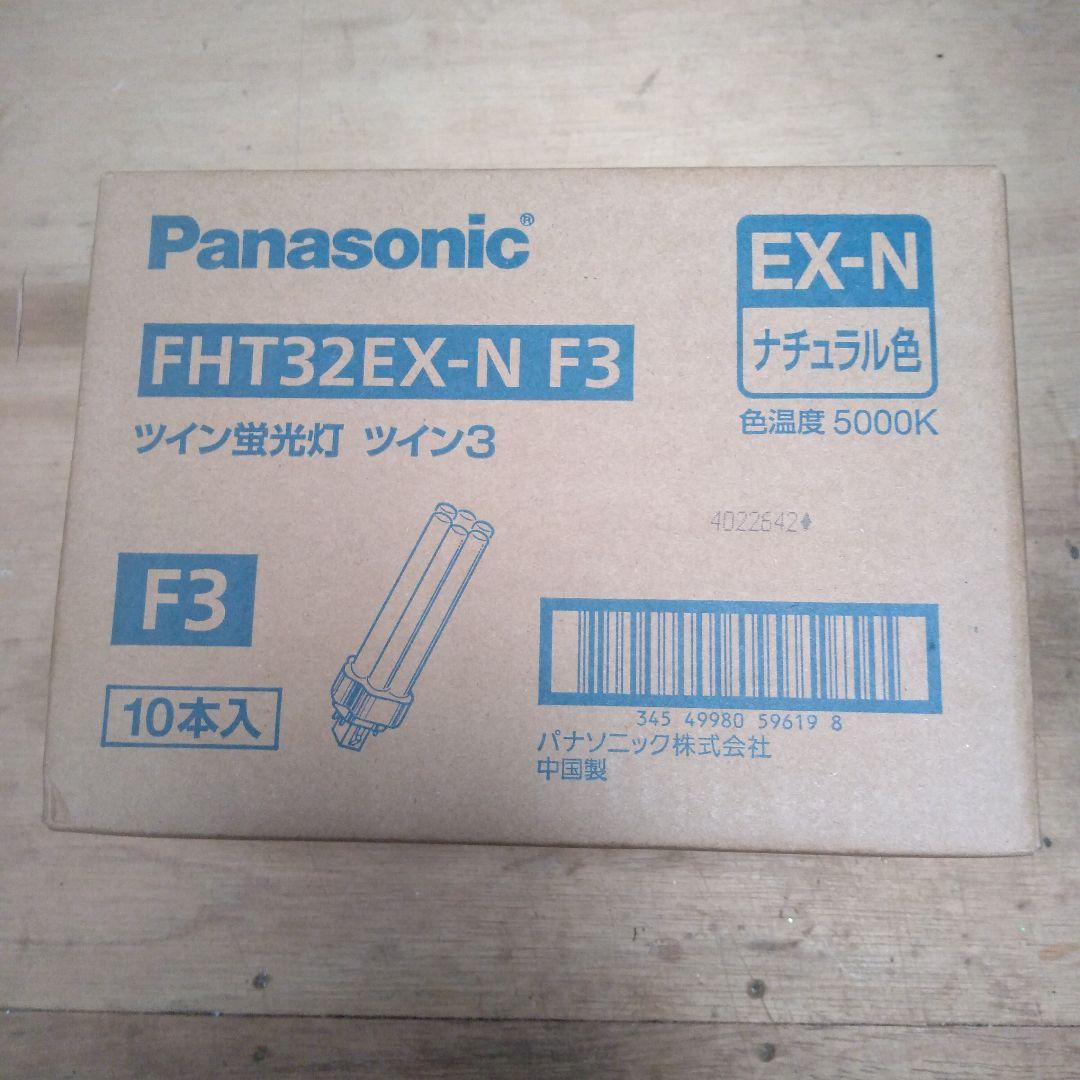 Panasonic®
EX-N
ナチュラル色
色温度 5000K
FHT32EX-N F3
ツイン蛍光灯 ツイン3
4022642♦
F3
10本入
345 49980 59619 8
パナソニック株式会社
中国製